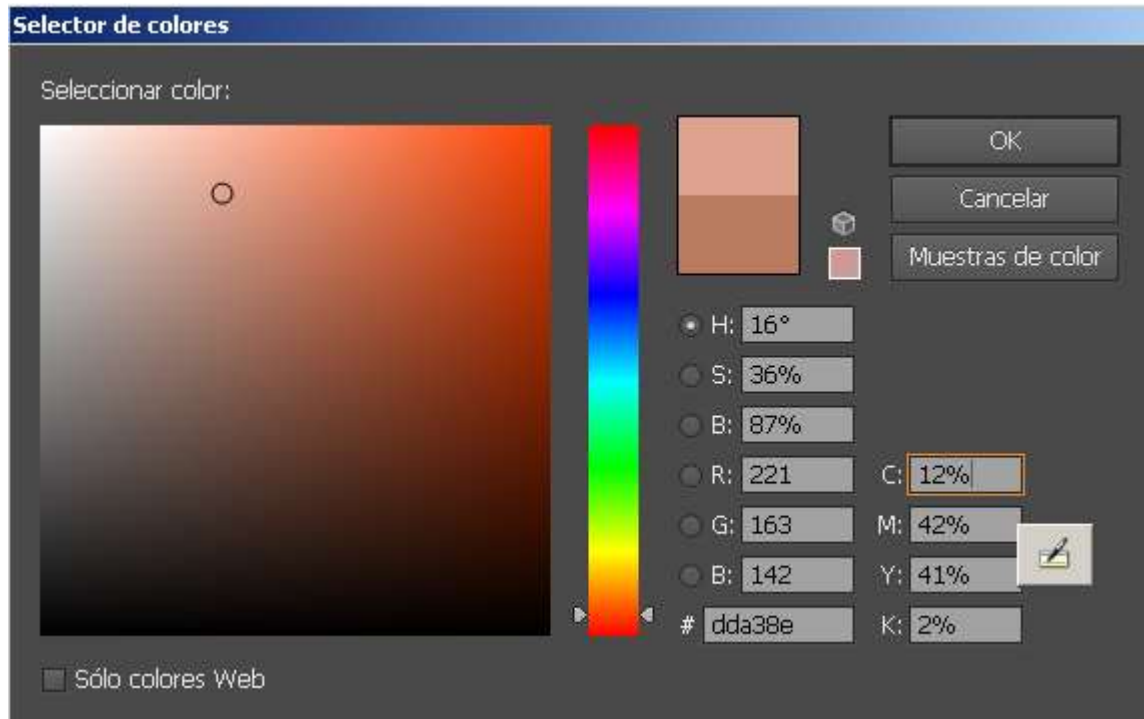 Selector de colores
Seleccionar color:
OK
Cancelar
Muestras de color
H: 16°
S: 36%
B: 87%
R: 221 C: 12%
G: 163 M: 42%
B: 142 Y: 41%
# dda38e K: 2%
Sólo colores Web